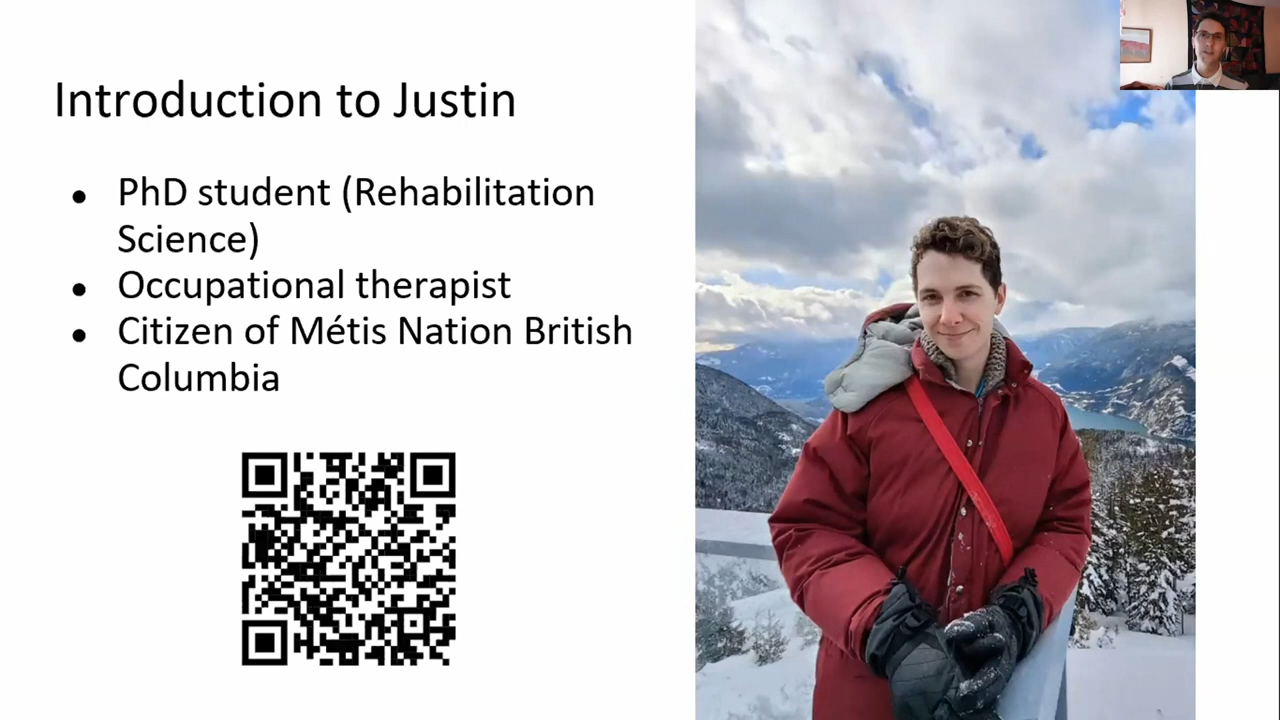 Introduction to Justin
● PhD student (Rehabilitation
Science)
● Occupational therapist
● Citizen of Métis Nation British
Columbia